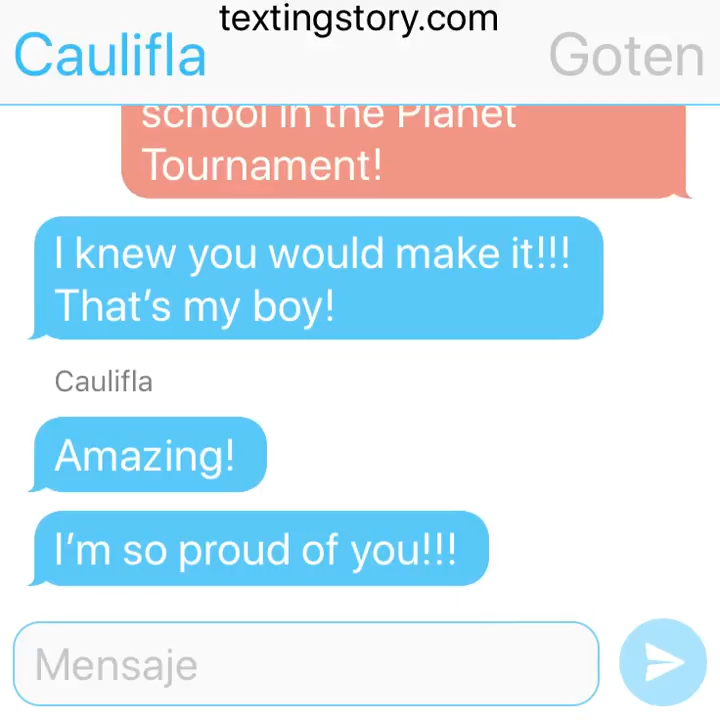 textingstory.com
Caulifla Goten
school in the Planet
Tournament!
I knew you would make it!!!
That’s my boy!
Caulifla
Amazing!
I’m so proud of you!!!
Mensaje